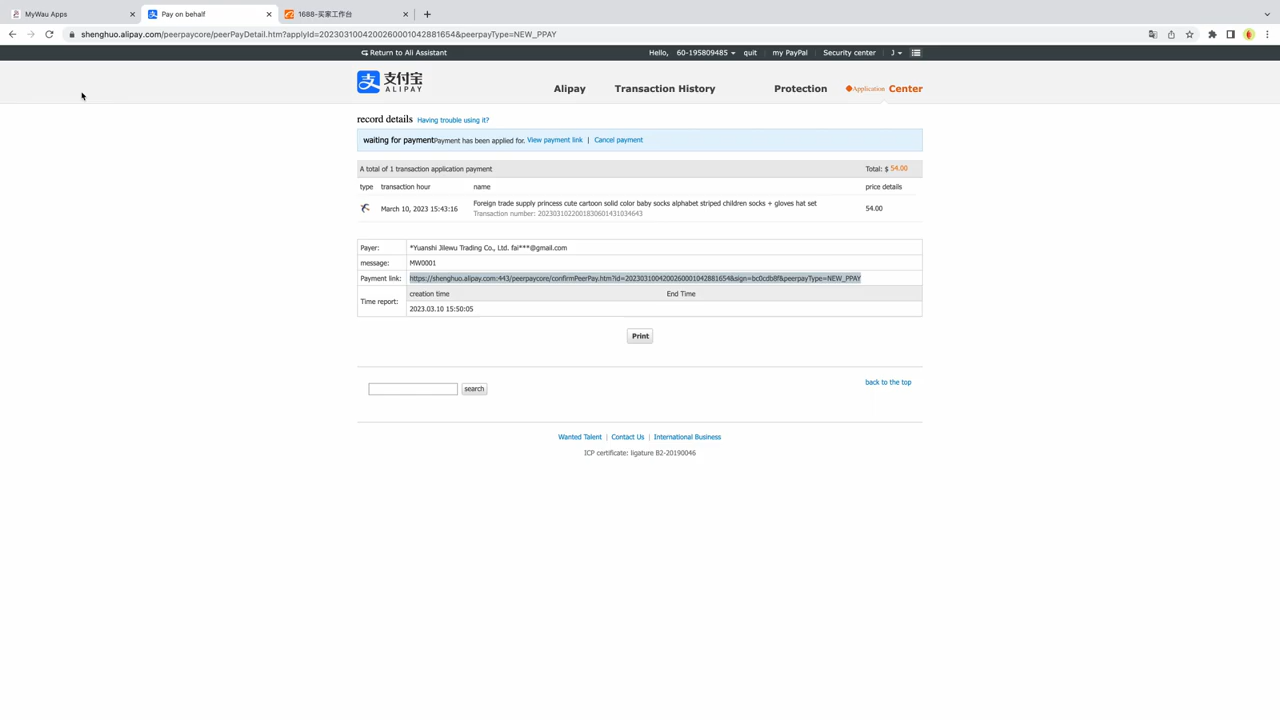 MyWau Apps
Pay on behalf
1688-买家工作台
shenghuo.alipay.com/peerpaycore/peerPayDetail.htm?applyId=20230310042002600010428816​54&peerpayType=NEW_PPAY
Return to Ali Assistant
Hello, 60-195809485 quit my PayPal Security center J
支付宝
ALIPAY
Alipay Transaction History Protection Application Center
record details Having trouble using it?
waiting for paymentPayment has been applied for. View payment link | Cancel payment
A total of 1 transaction application payment Total: $ 54.00
type transaction hour name price details
Foreign trade supply princess cute cartoon solid color baby socks alphabet striped children socks + gloves hat set
March 10, 2023 15:43:16 54.00
Transaction number: 2023031022001830601431034643
Payer: *Yuanshi Jilewu Trading Co., Ltd. fai***@gmail.com
message: MW0001
Payment link: https://shenghuo.alipay.com:443/peerpaycore/confirmPeerPay.htm?id=2023031004200260001042881654&sign=bc0cdb8f&peerpayType=NEW_PPAY
Time report: creation time End Time
2023.03.10 15:50:05
Print
search
back to the top
Wanted Talent | Contact Us | International Business
ICP certificate: ligature B2-20190046